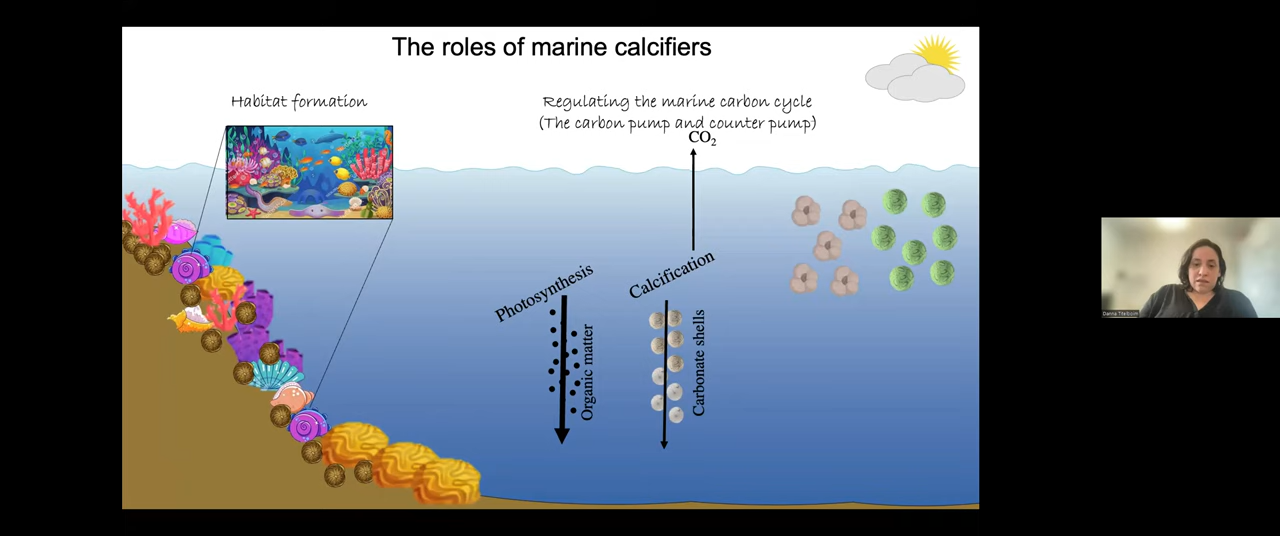 The roles of marine calcifiers
Habitat formation
Regulating the marine carbon cycle
(The carbon pump and counter pump)
CO₂
Photosynthesis
Organic matter
Calcification
Carbonate shells